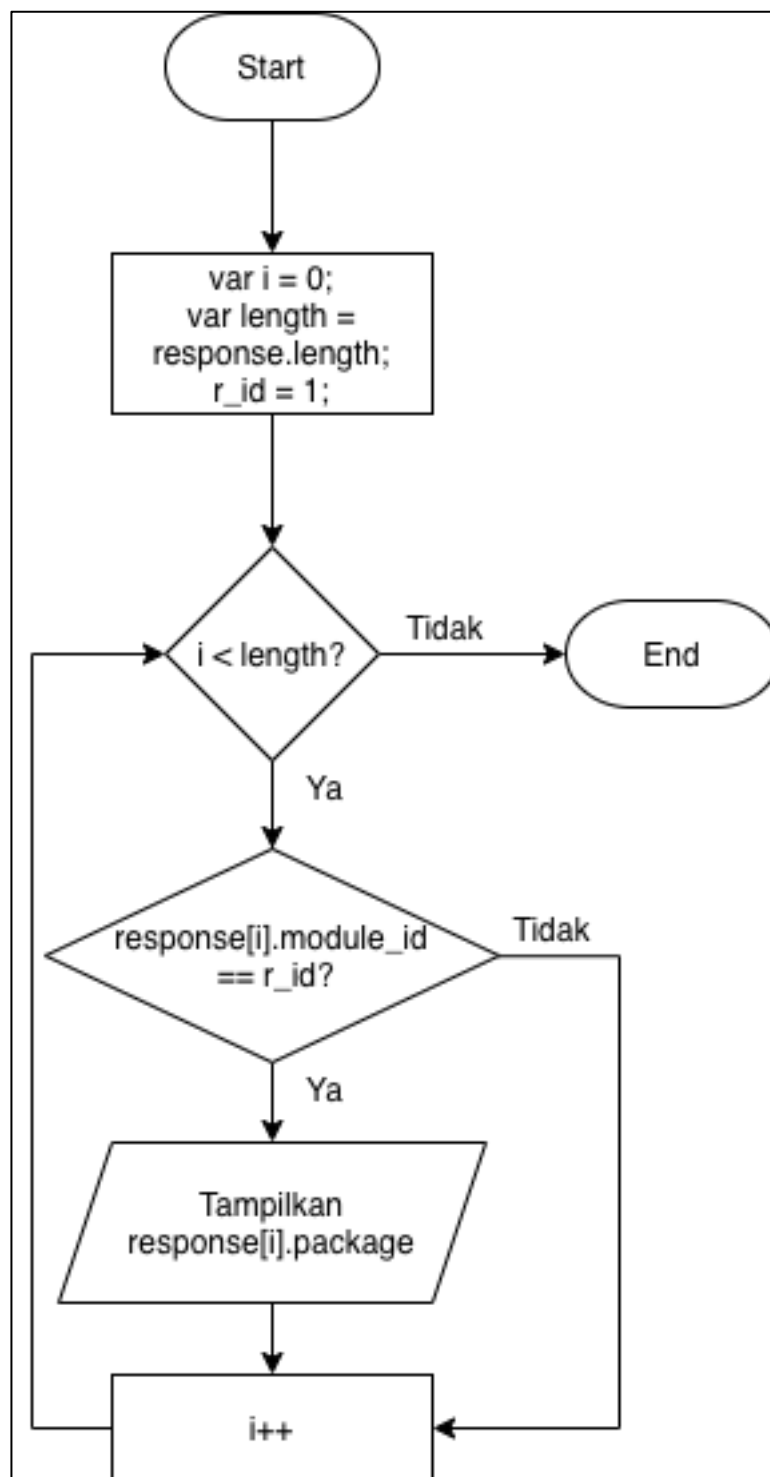 Start
var i = 0;
var length =
response.length;
r_id = 1;
i < length?
Tidak
End
Ya
response[i].module_id
== r_id?
Tidak
Ya
Tampilkan
response[i].package
i++